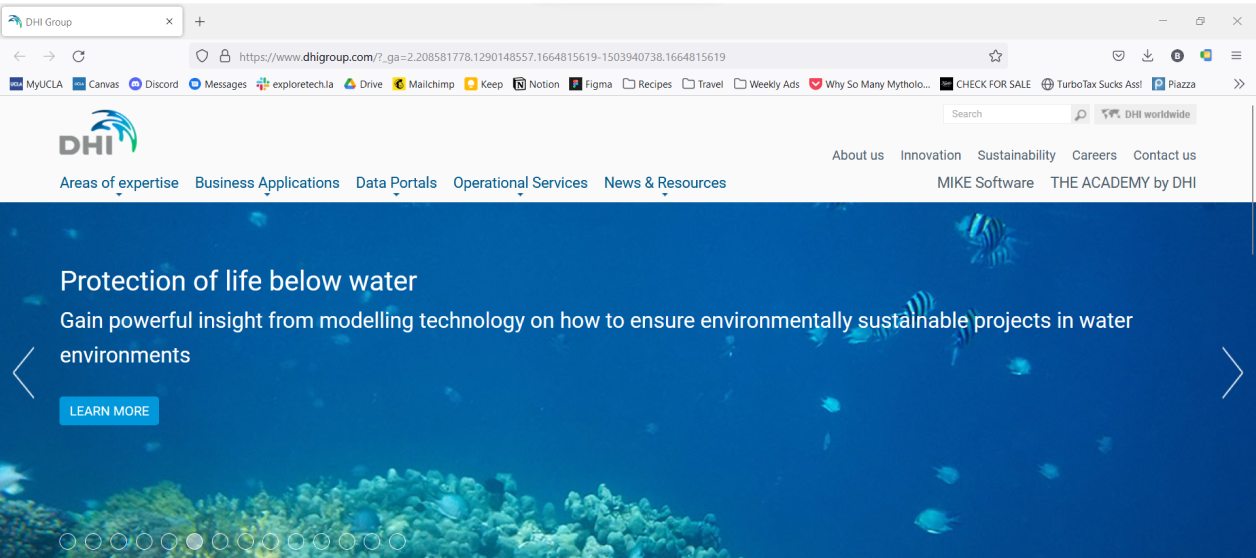 DHI Group
https://www.dhigroup.com/?_ga=2.208581778.1290148557.1664815619-1503940738.1664815619
B
UCLA MyUCLA Canvas Discord Messages exploretech.la Drive Mailchimp Keep Notion Figma Recipes Travel Weekly Ads Why So Many Mytholo... CHECK FOR SALE TurboTax Sucks Ass! Piazza
DHI
Search DHI worldwide
About us Innovation Sustainability Careers Contact us
Areas of expertise Business Applications Data Portals Operational Services News & Resources MIKE Software THE ACADEMY by DHI
Protection of life below water
Gain powerful insight from modelling technology on how to ensure environmentally sustainable projects in water
environments
LEARN MORE